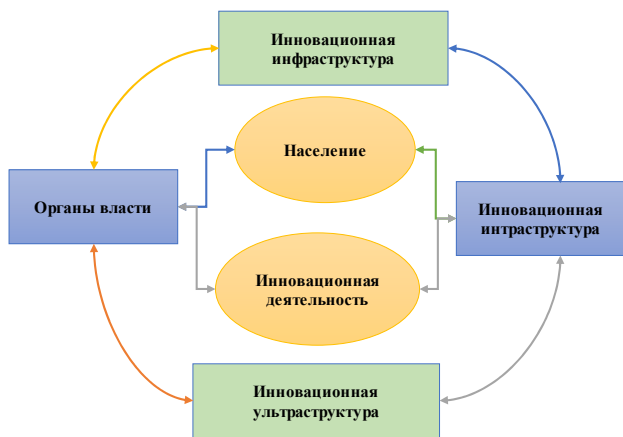 Инновационная
инфраструктура
Население
Органы власти
Инновационная
интраструктура
Инновационная
деятельность
Инновационная
ультраструктура